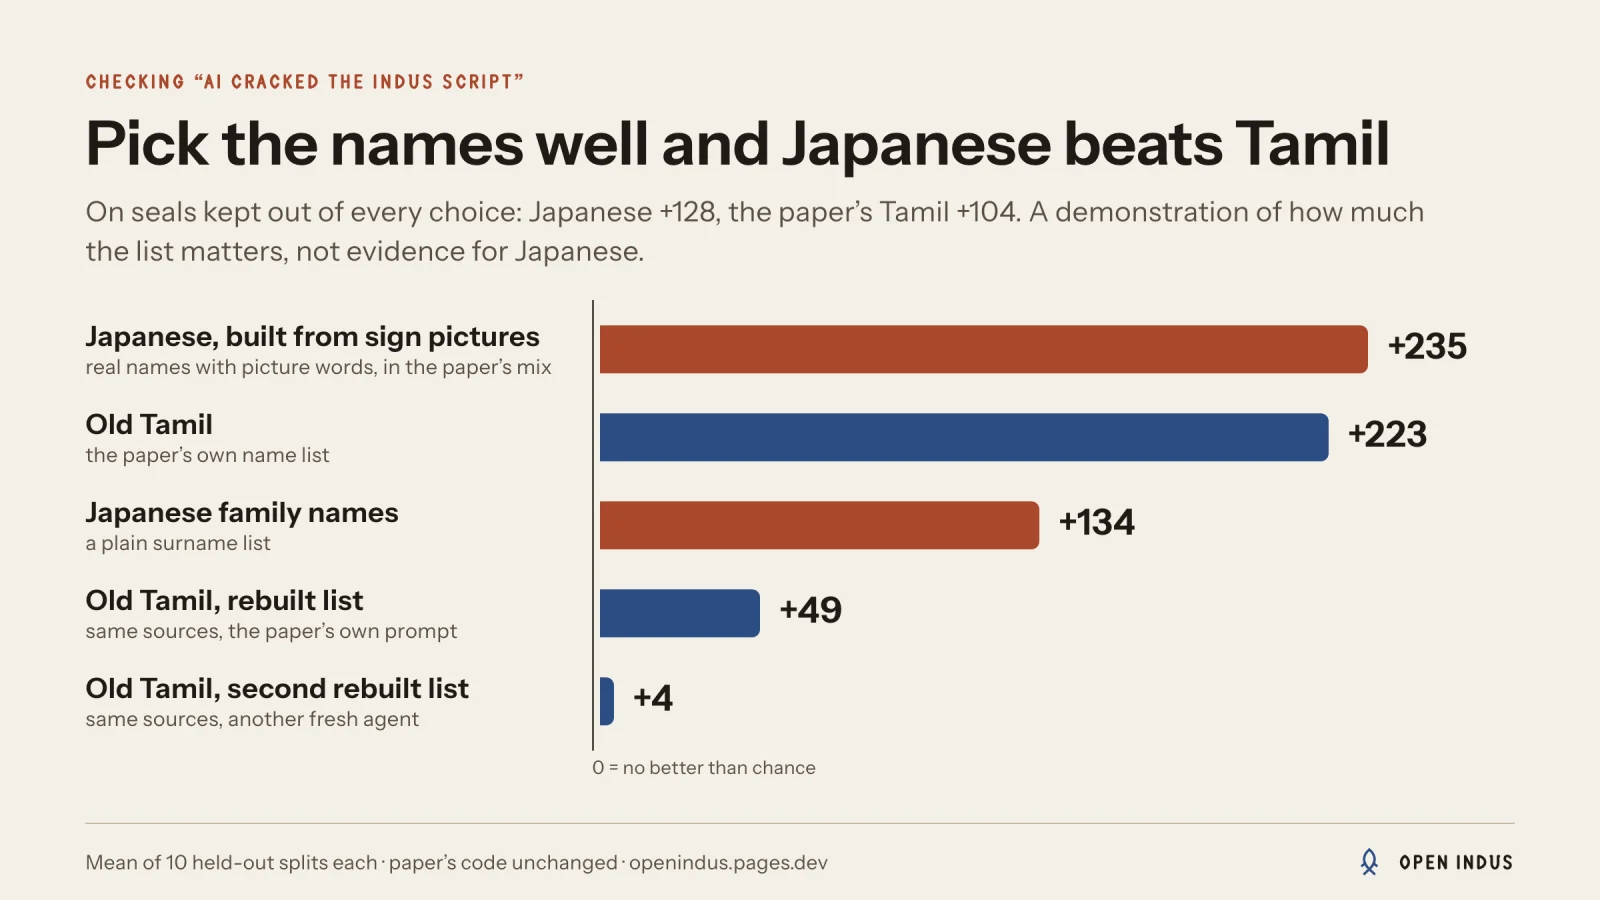 CHECKING “AI CRACKED THE INDUS SCRIPT”
Pick the names well and Japanese beats Tamil
On seals kept out of every choice: Japanese +128, the paper’s Tamil +104. A demonstration of how much
the list matters, not evidence for Japanese.
Japanese, built from sign pictures
real names with picture words, in the paper’s mix
+235
Old Tamil
the paper’s own name list
+223
Japanese family names
a plain surname list
+134
Old Tamil, rebuilt list
same sources, the paper’s own prompt
+49
Old Tamil, second rebuilt list
same sources, another fresh agent
+4
0 = no better than chance
Mean of 10 held-out splits each · paper’s code unchanged · openindus.pages.dev
OPEN INDUS